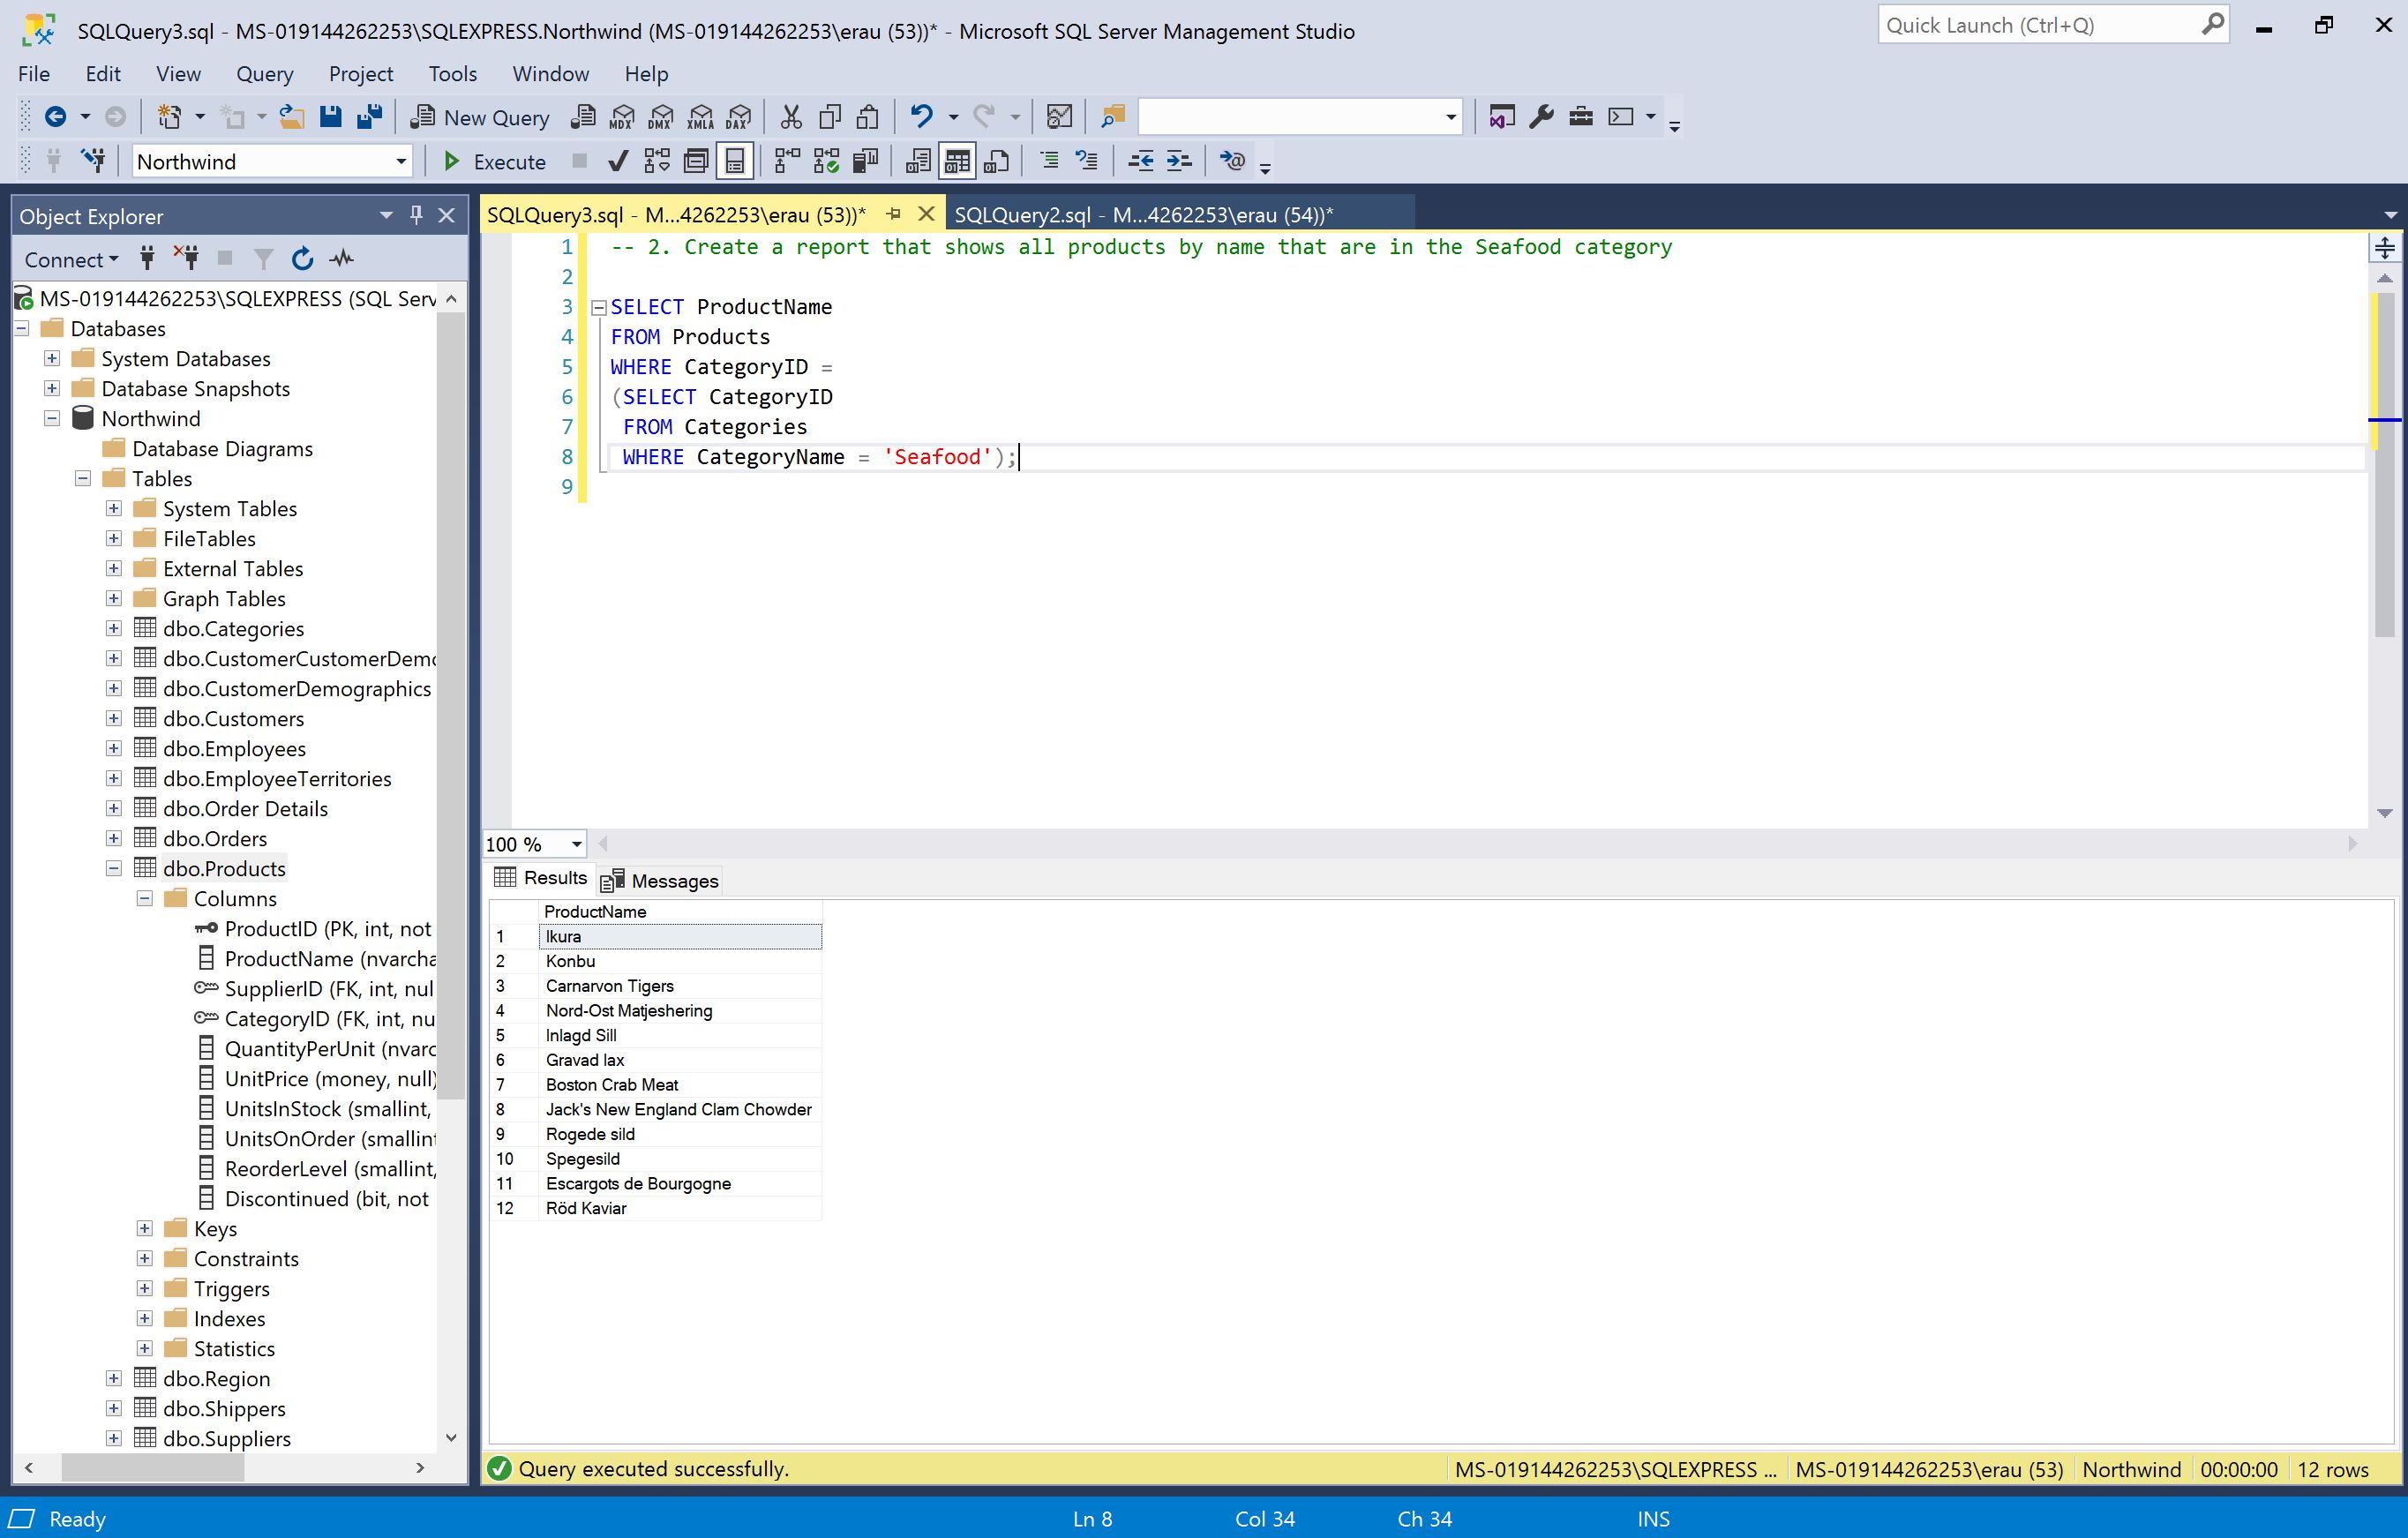 SQLQuery3.sql - MS-019144262253\SQLEXPRESS.Northwind (MS-019144262253\erau (53))* - Microsoft SQL Server Management Studio
Quick Launch (Ctrl+Q)
File Edit View Query Project Tools Window Help
New Query MDX DMX XMLA DAX
Northwind Execute
Object Explorer
Connect
MS-019144262253\SQLEXPRESS (SQL Serv
Databases
System Databases
Database Snapshots
Northwind
Database Diagrams
Tables
System Tables
FileTables
External Tables
Graph Tables
dbo.Categories
dbo.CustomerCustomerDemo
dbo.CustomerDemographics
dbo.Customers
dbo.Employees
dbo.EmployeeTerritories
dbo.Order Details
dbo.Orders
dbo.Products
Columns
ProductID (PK, int, not
ProductName (nvarcha
SupplierID (FK, int, nul
CategoryID (FK, int, nu
QuantityPerUnit (nvarc
UnitPrice (money, null)
UnitsInStock (smallint,
UnitsOnOrder (smallint
ReorderLevel (smallint,
Discontinued (bit, not
Keys
Constraints
Triggers
Indexes
Statistics
dbo.Region
dbo.Shippers
dbo.Suppliers
SQLQuery3.sql - M...4262253\erau (53))* SQLQuery2.sql - M...4262253\erau (54))*
1 -- 2. Create a report that shows all products by name that are in the Seafood category
2
3 SELECT ProductName
4 FROM Products
5 WHERE CategoryID =
6 (SELECT CategoryID
7 FROM Categories
8 WHERE CategoryName = 'Seafood');
9
100 %
Results Messages
ProductName
1 Ikura
2 Konbu
3 Carnarvon Tigers
4 Nord-Ost Matjeshering
5 Inlagd Sill
6 Gravad lax
7 Boston Crab Meat
8 Jack's New England Clam Chowder
9 Rogede sild
10 Spegesild
11 Escargots de Bourgogne
12 Röd Kaviar
Query executed successfully. MS-019144262253\SQLEXPRESS ... MS-019144262253\erau (53) Northwind 00:00:00 12 rows
Ready Ln 8 Col 34 Ch 34 INS